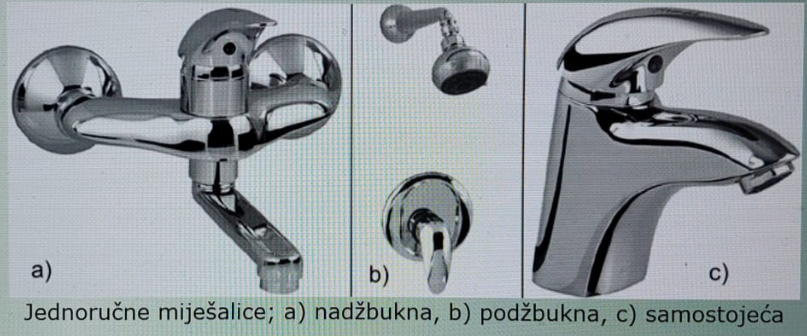 a)
b)
c)
Jednoručne miješalice; a) nadžbukna, b) podžbukna, c) samostojeća